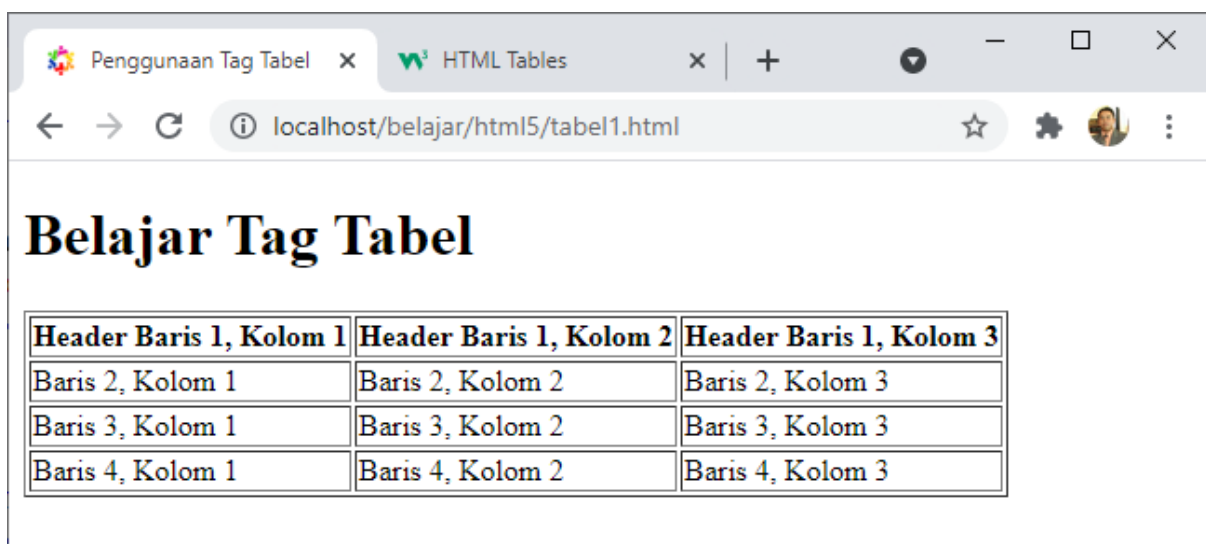 Penggunaan Tag Tabel HTML Tables
localhost/belajar/html5/tabel1.html
Belajar Tag Tabel
Header Baris 1, Kolom 1 Header Baris 1, Kolom 2 Header Baris 1, Kolom 3
Baris 2, Kolom 1 Baris 2, Kolom 2 Baris 2, Kolom 3
Baris 3, Kolom 1 Baris 3, Kolom 2 Baris 3, Kolom 3
Baris 4, Kolom 1 Baris 4, Kolom 2 Baris 4, Kolom 3